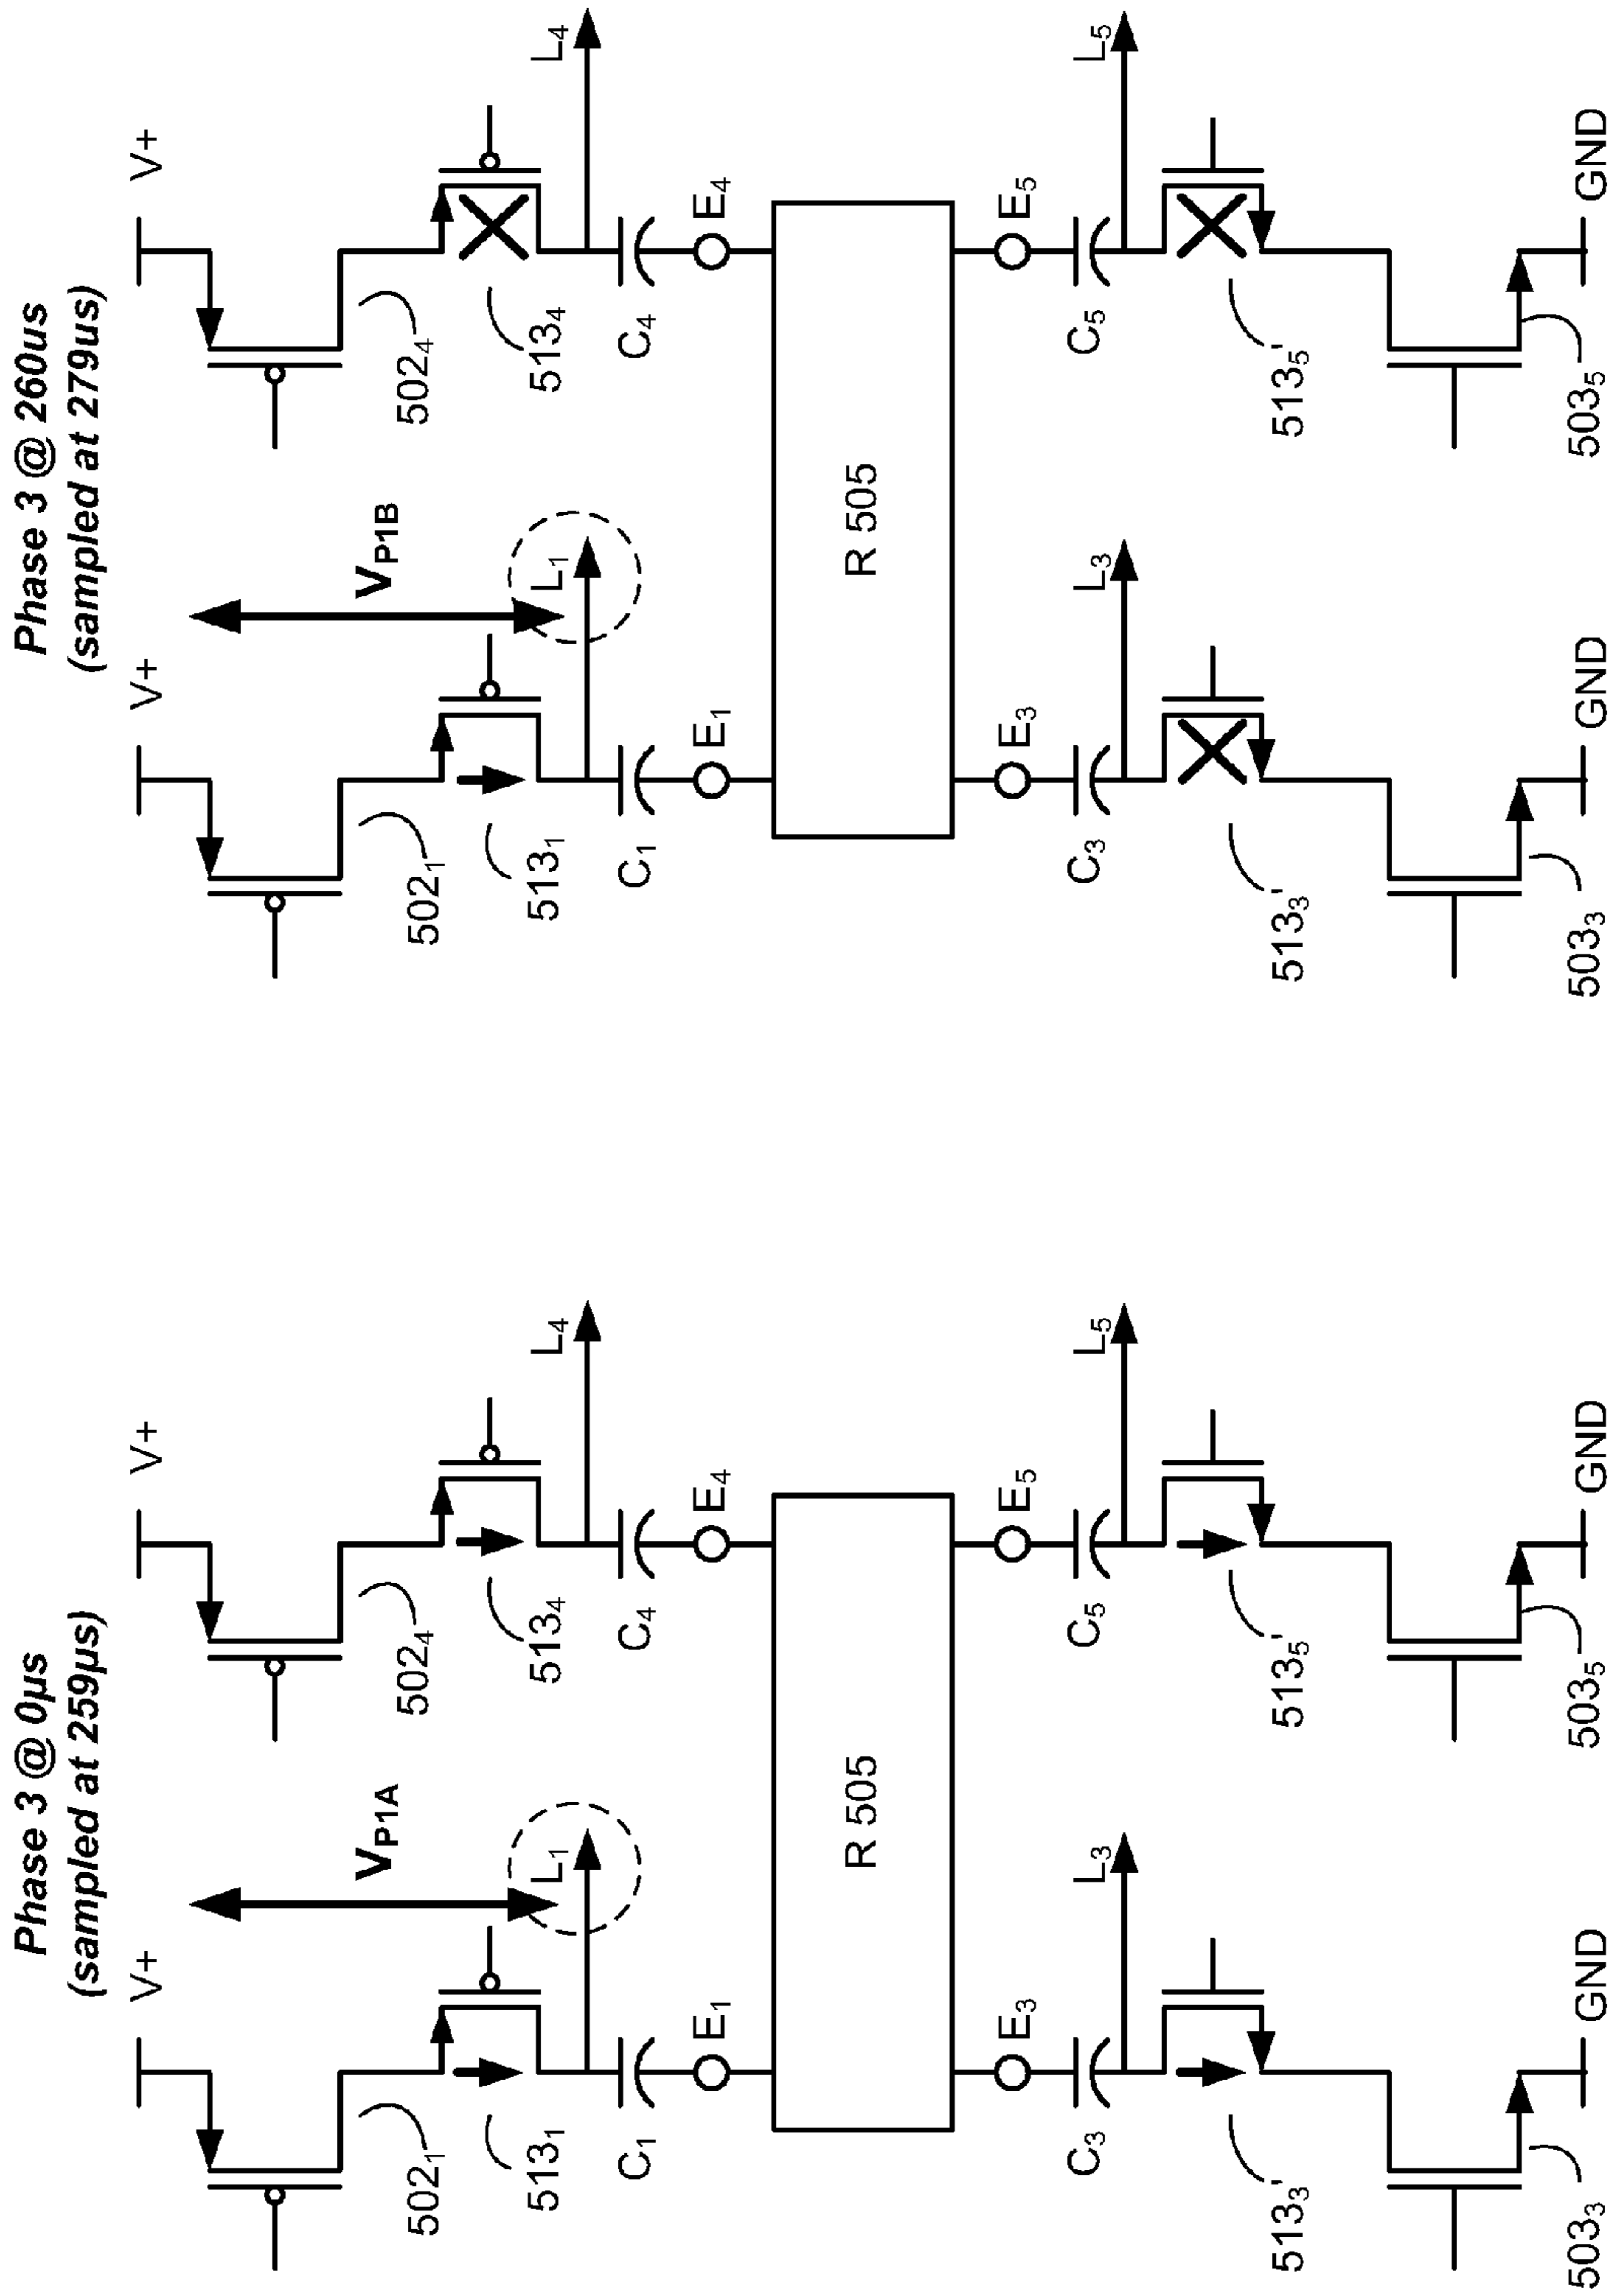 Phase 3 @ 0µs
(sampled at 259µs)
V+
V+
V_P1A
502₁
502₄
513₁
513₄
L₁
L₄
C₁
C₄
E₁
E₄
R 505
E₃
E₅
C₃
C₅
L₃
L₅
513₃'
513₅'
503₃
503₅
GND
GND
Phase 3 @ 260us
(sampled at 279us)
V+
V+
V_P1B
502₁
502₄
513₁
513₄
L₁
L₄
C₁
C₄
E₁
E₄
R 505
E₃
E₅
C₃
C₅
L₃
L₅
513₃'
513₅'
503₃
503₅
GND
GND